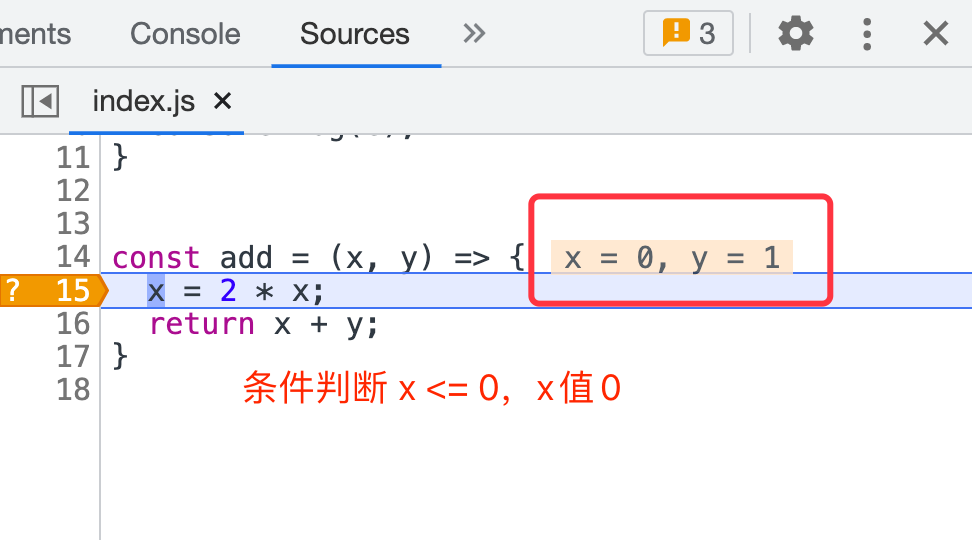 ments Console Sources » 3
index.js ×
11 }
12
13
14 const add = (x, y) => { x = 0, y = 1
? 15 x = 2 * x;
16 return x + y;
17 }
18
条件判断 x <= 0，x 值 0